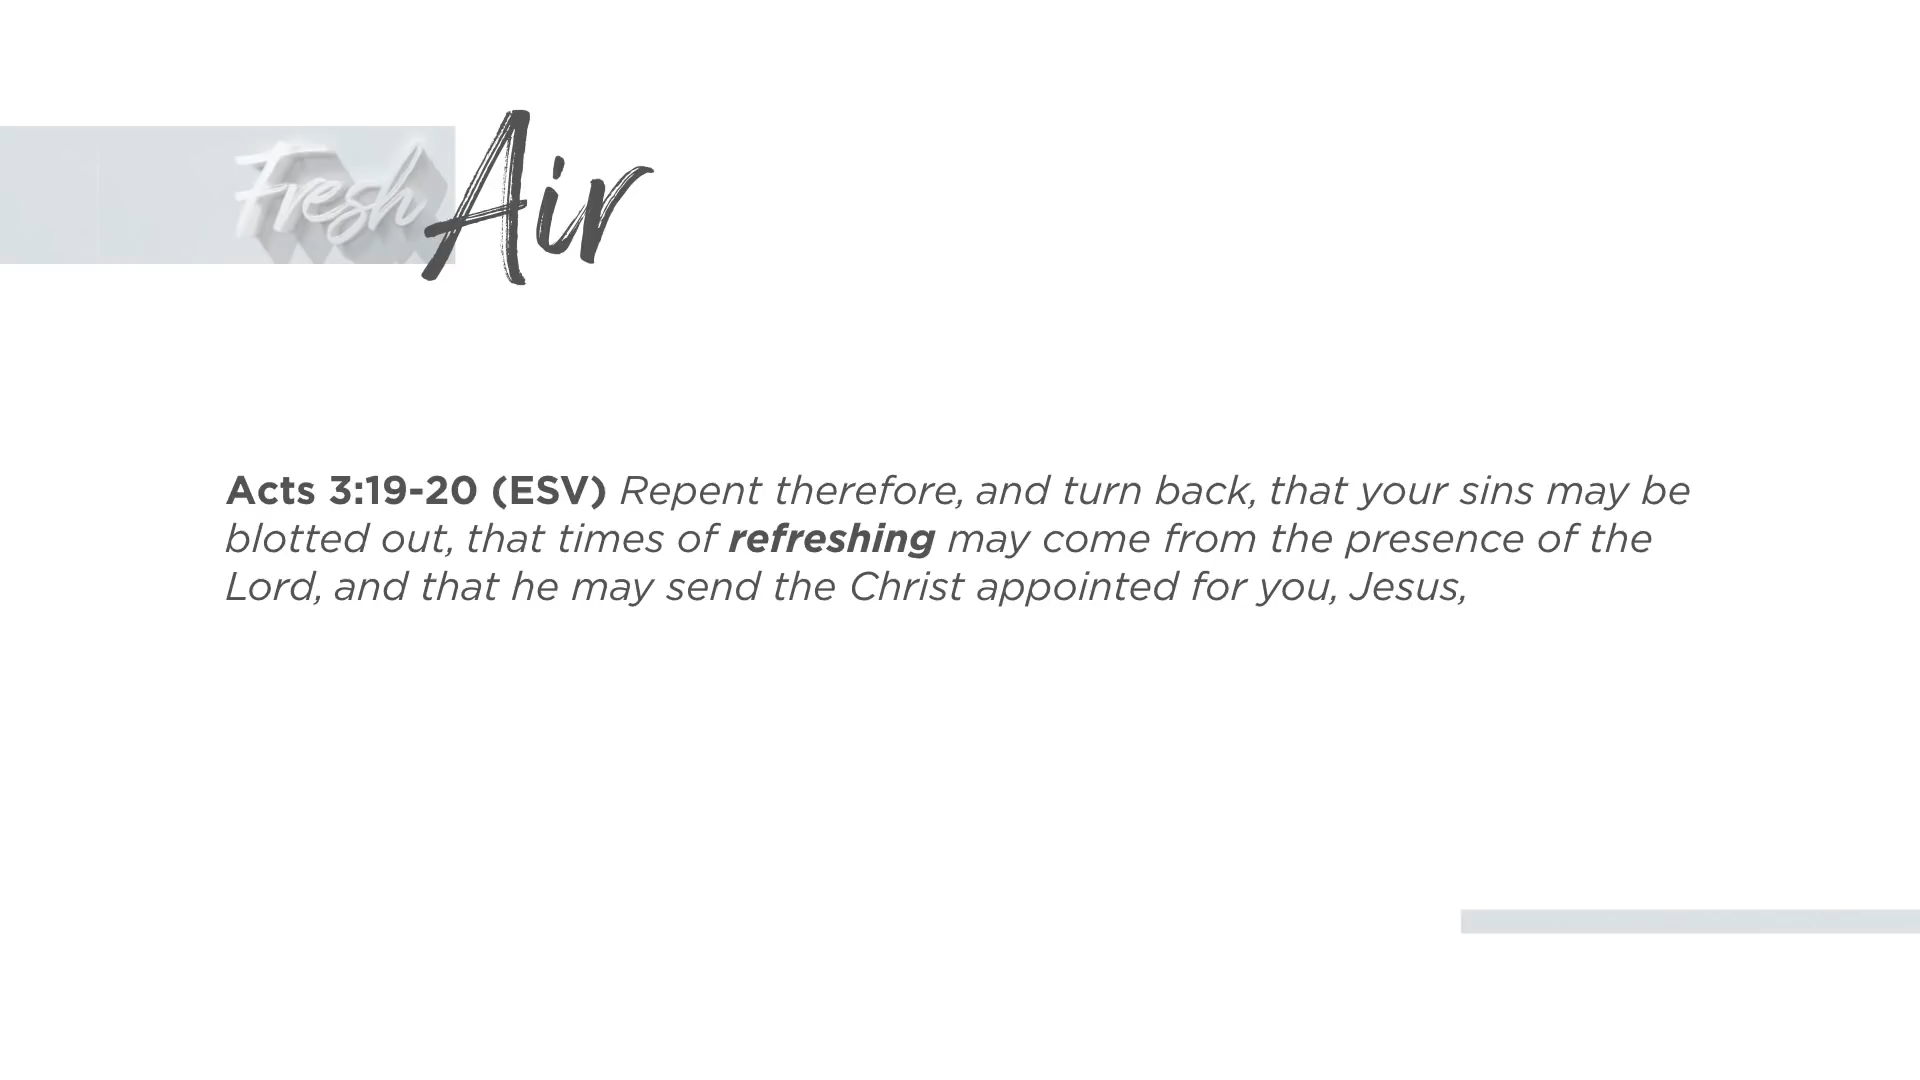 Fresh Air
Acts 3:19-20 (ESV) Repent therefore, and turn back, that your sins may be
blotted out, that times of refreshing may come from the presence of the
Lord, and that he may send the Christ appointed for you, Jesus,